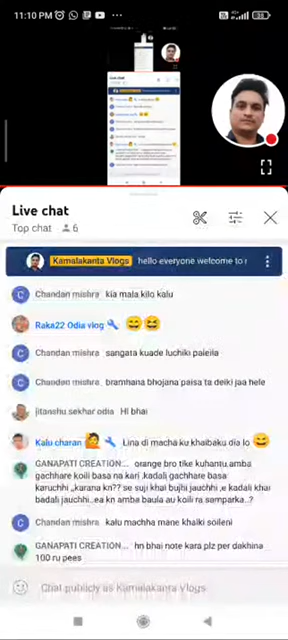 11:10 PM
Live chat
Top chat 6
Kamalakanta Vlogs hello everyone welcome to
Chandan mishra kia mala kilo kalu
Raka22 Odia vlog 😄😆
Chandan mishra sangata kuade luchiki paleila
Chandan mishra bramhana bhojana paisa ta deiki jaa hele
jitanshu sekhar odia HI bhai
Kalu charan 🙋 Lina di macha ku khaibaku dia lo 😄
GANAPATI CREATION... orange bro tike kuhantu,amba
gachhare koili basa na kari ,kadali gachhare basa
karuchhi ,,karana kn?? se suji khai bujhi jauchhi ,e kadali khai
badali jauchhi..ea kn amba baula au koili ra samparka..?
Chandan mishra kalu machha mane khalki soileni
GANAPATI CREATION... hn bhai note kara plz per dakhina
100 ru pees
Chat publicly as Kamalakanta Vlogs